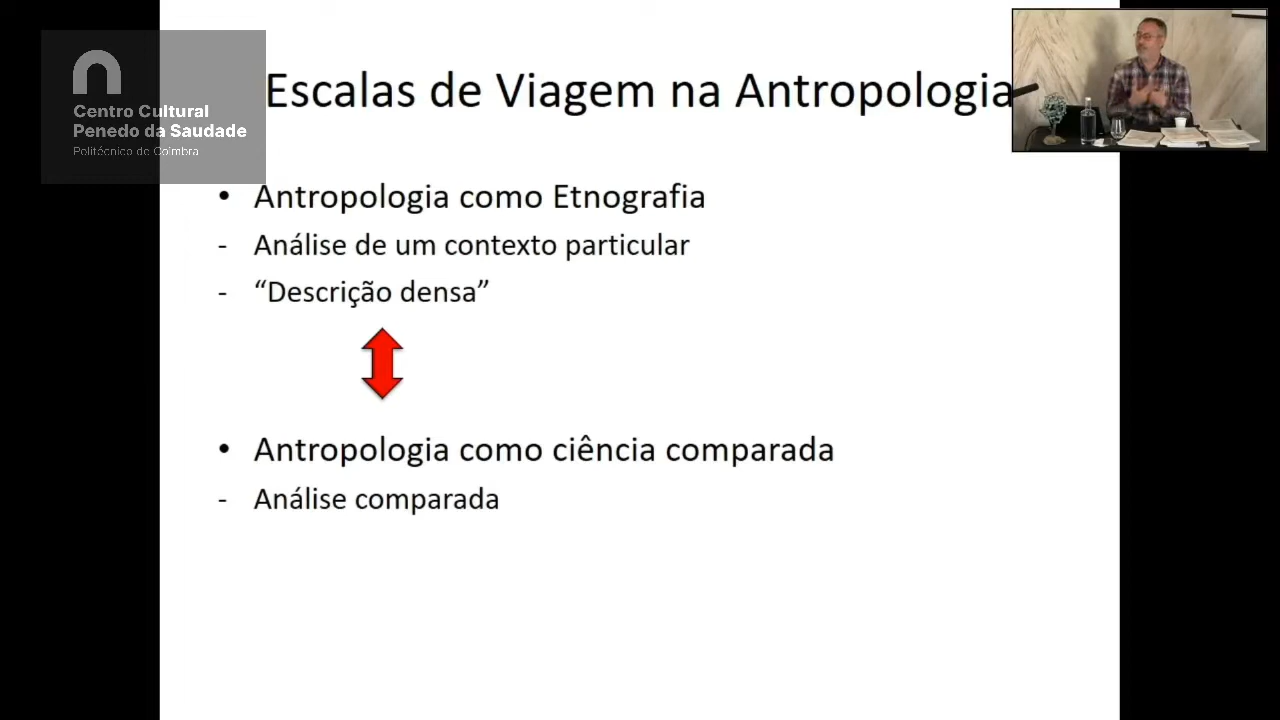 Centro Cultural
Penedo da Saudade
Politécnico de Coimbra
Escalas de Viagem na Antropologia
• Antropologia como Etnografia
- Análise de um contexto particular
- “Descrição densa”
• Antropologia como ciência comparada
- Análise comparada